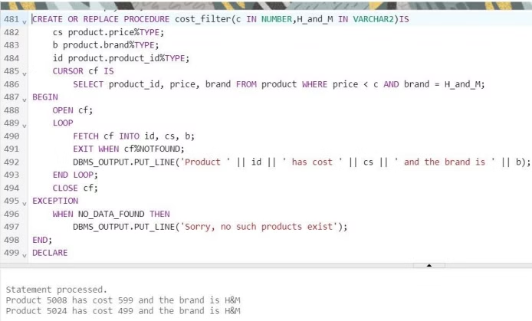 481 CREATE OR REPLACE PROCEDURE cost_filter(c IN NUMBER,H_and_M IN VARCHAR2)IS
482 cs product.price%TYPE;
483 b product.brand%TYPE;
484 id product.product_id%TYPE;
485 CURSOR cf IS
486 SELECT product_id, price, brand FROM product WHERE price < c AND brand = H_and_M;
487 BEGIN
488 OPEN cf;
489 LOOP
490 FETCH cf INTO id, cs, b;
491 EXIT WHEN cf%NOTFOUND;
492 DBMS_OUTPUT.PUT_LINE('Product ' || id || ' has cost ' || cs || ' and the brand is ' || b);
493 END LOOP;
494 CLOSE cf;
495 EXCEPTION
496 WHEN NO_DATA_FOUND THEN
497 DBMS_OUTPUT.PUT_LINE('Sorry, no such products exist');
498 END;
499 DECLARE
Statement processed.
Product 5008 has cost 599 and the brand is H&M
Product 5024 has cost 499 and the brand is H&M